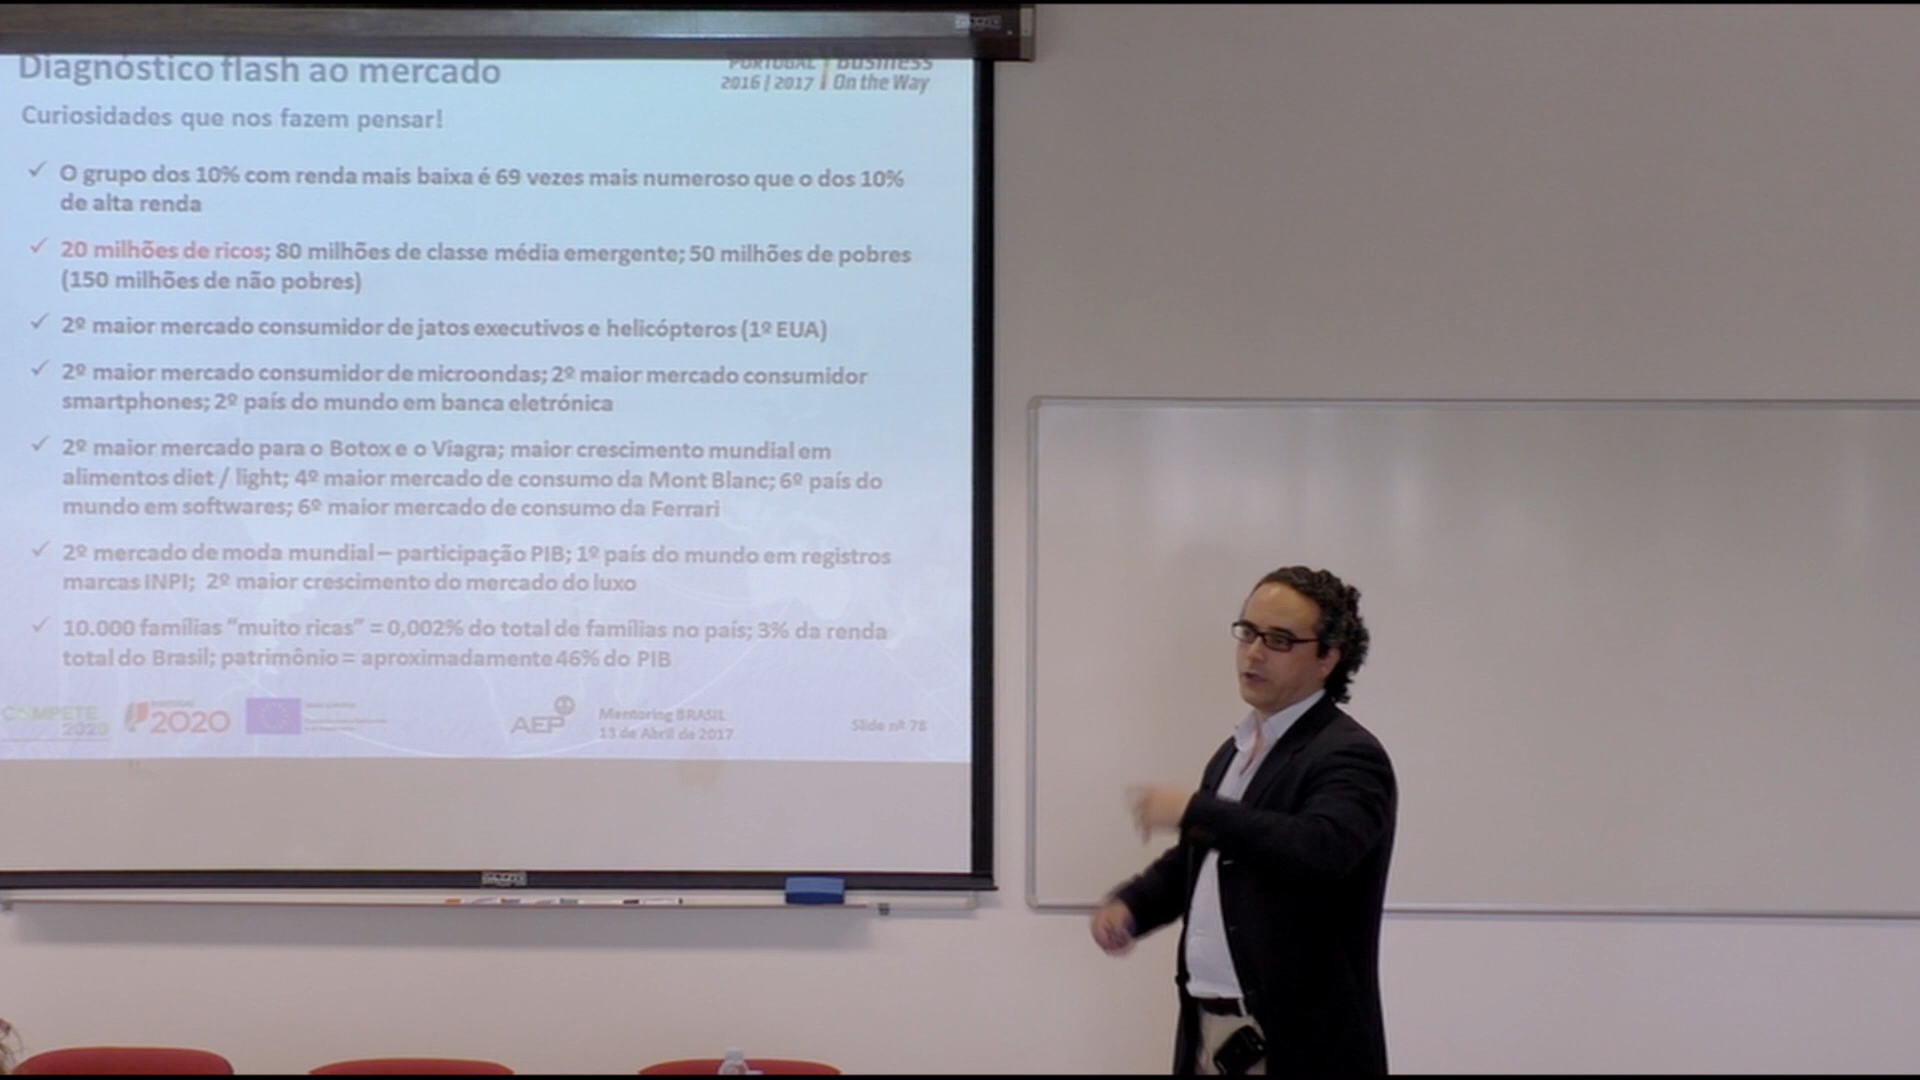 Diagnóstico flash ao mercado
PORTUGAL Business
2016 | 2017 On the Way
Curiosidades que nos fazem pensar!
✓ O grupo dos 10% com renda mais baixa é 69 vezes mais numeroso que o dos 10%
de alta renda
✓ 20 milhões de ricos; 80 milhões de classe média emergente; 50 milhões de pobres
(150 milhões de não pobres)
✓ 2º maior mercado consumidor de jatos executivos e helicópteros (1º EUA)
✓ 2º maior mercado consumidor de microondas; 2º maior mercado consumidor
smartphones; 2º país do mundo em banca eletrónica
✓ 2º maior mercado para o Botox e o Viagra; maior crescimento mundial em
alimentos diet / light; 4º maior mercado de consumo da Mont Blanc; 6º país do
mundo em softwares; 6º maior mercado de consumo da Ferrari
✓ 2º mercado de moda mundial – participação PIB; 1º país do mundo em registros
marcas INPI; 2º maior crescimento do mercado do luxo
✓ 10.000 famílias “muito ricas” = 0,002% do total de famílias no país; 3% da renda
total do Brasil; patrimônio = aproximadamente 46% do PIB
COMPETE
2020
PORTUGAL
2020
AEP
Mentoring BRASIL
13 de Abril de 2017
Slide nº 78